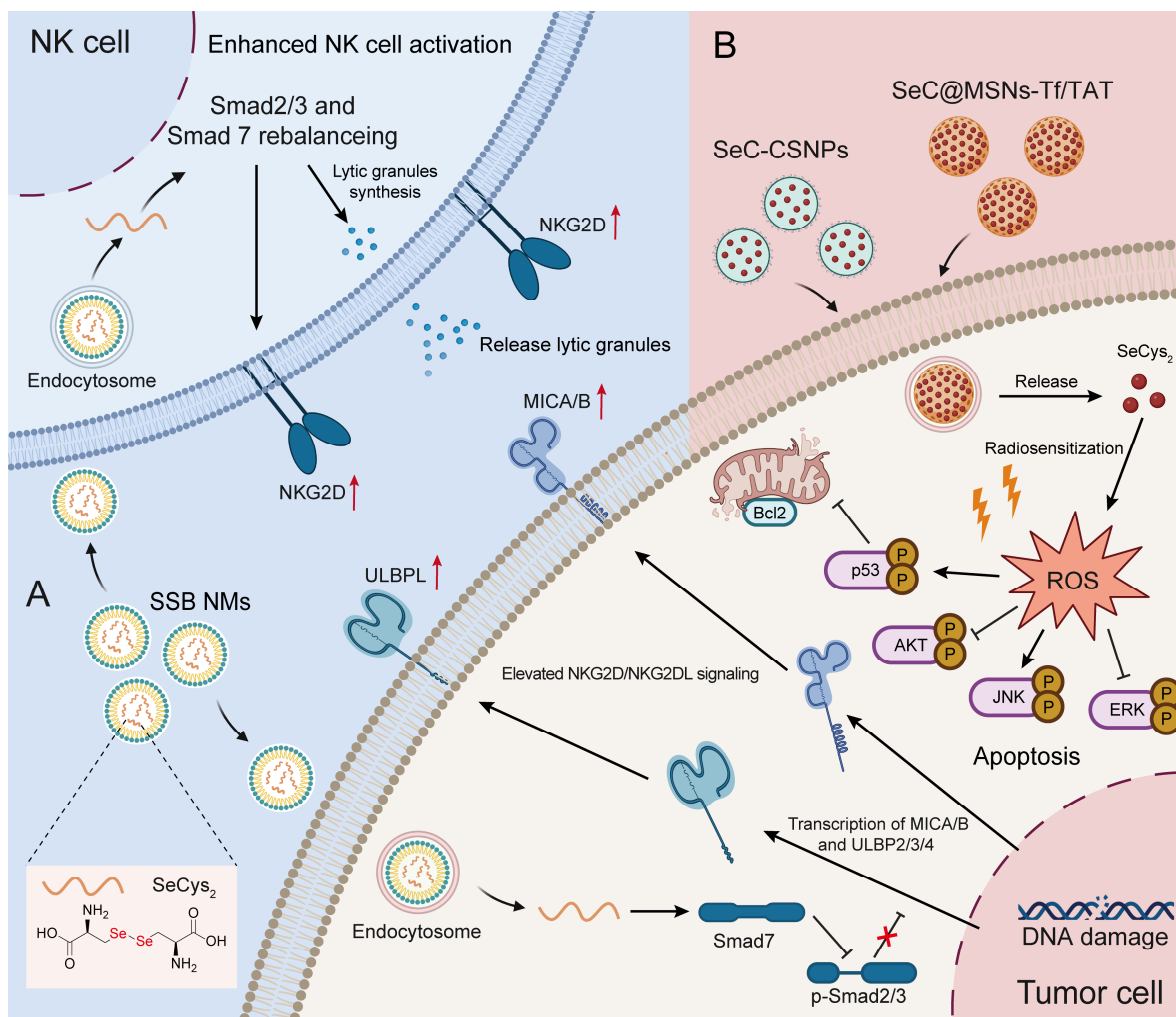 NK cell
Enhanced NK cell activation
Smad2/3 and
Smad 7 rebalanceing
Lytic granules
synthesis
NKG2D
Endocytosome
Release lytic granules
NKG2D
MICA/B
ULBPL
A
SSB NMs
SeCys2
NH2
HO
O
Se
Se
O
OH
NH2
B
SeC@MSNs-Tf/TAT
SeC-CSNPs
SeCys2
Release
Radiosensitization
Bcl2
p53
P
P
ROS
AKT
P
P
JNK
P
P
ERK
P
P
Apoptosis
Elevated NKG2D/NKG2DL signaling
Transcription of MICA/B
and ULBP2/3/4
Endocytosome
Smad7
p-Smad2/3
DNA damage
Tumor cell